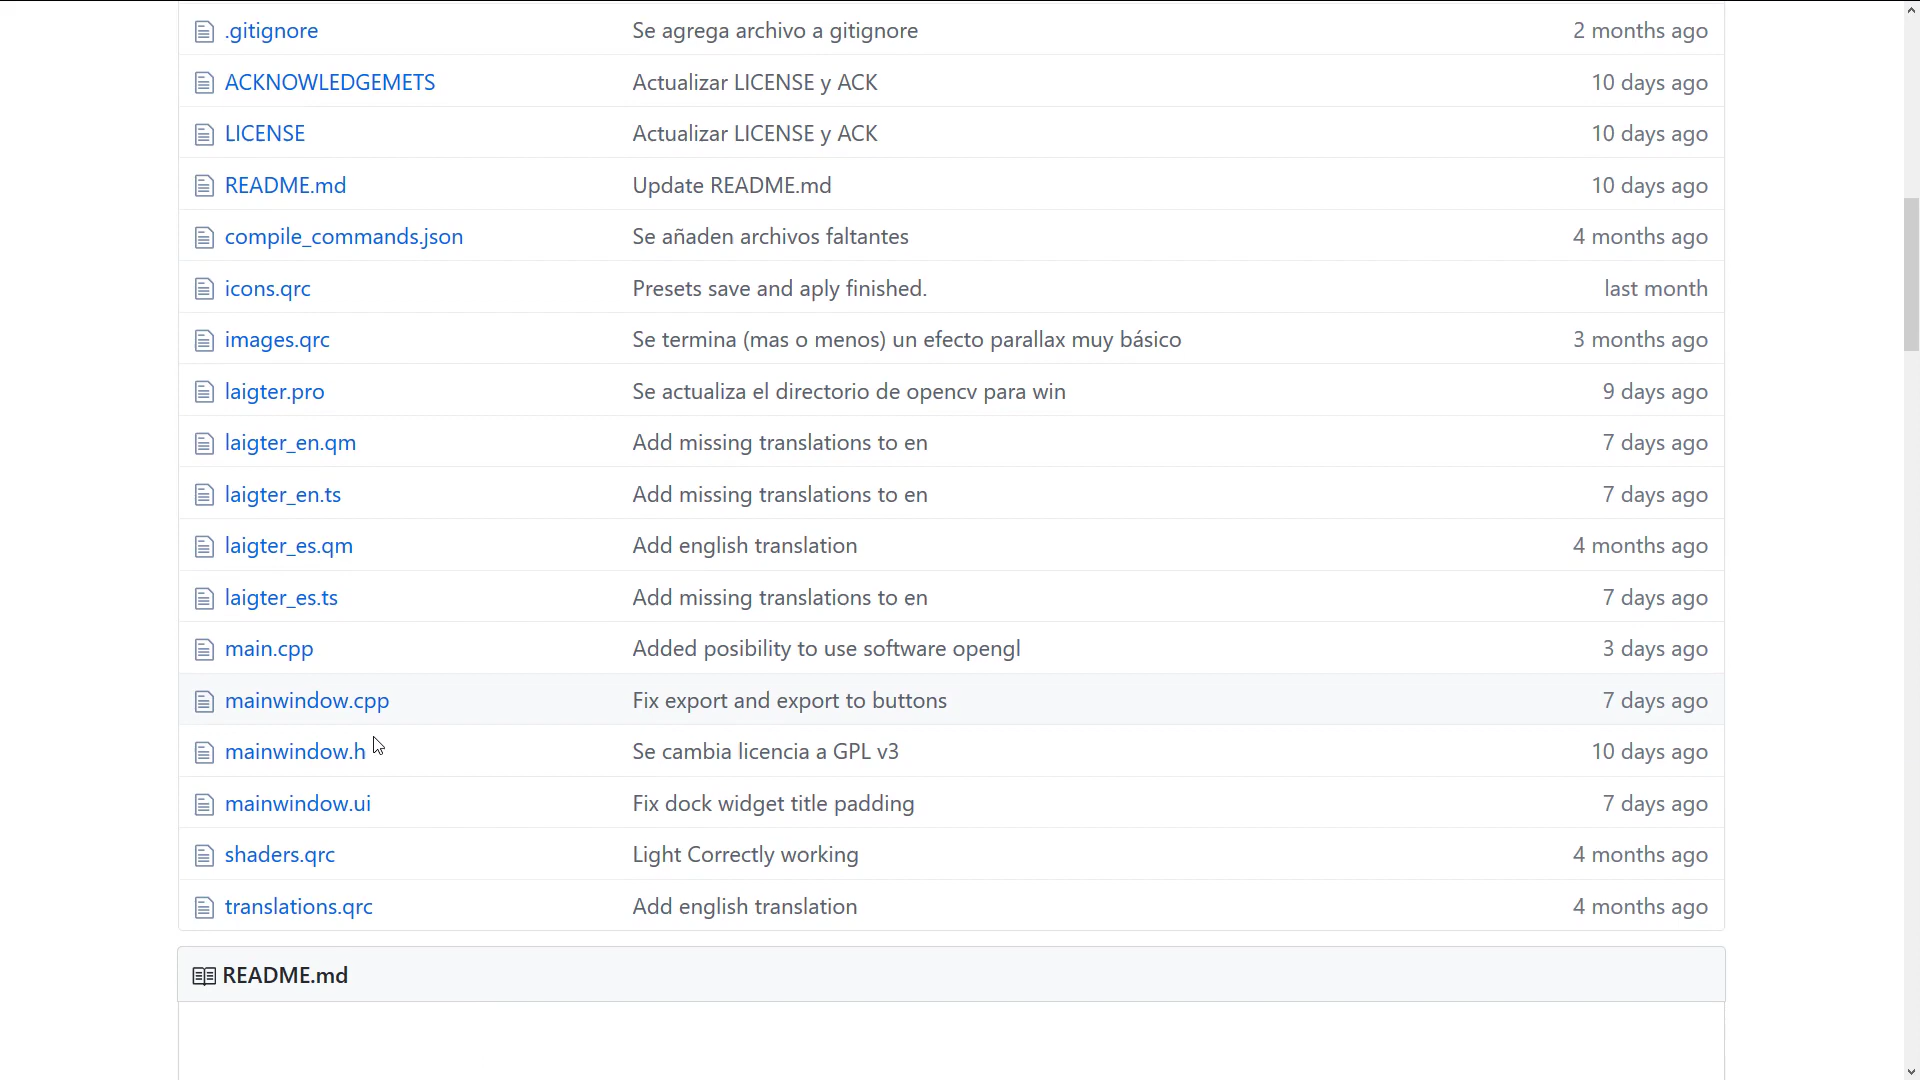 .gitignore Se agrega archivo a gitignore 2 months ago
ACKNOWLEDGEMETS Actualizar LICENSE y ACK 10 days ago
LICENSE Actualizar LICENSE y ACK 10 days ago
README.md Update README.md 10 days ago
compile_commands.json Se añaden archivos faltantes 4 months ago
icons.qrc Presets save and aply finished. last month
images.qrc Se termina (mas o menos) un efecto parallax muy básico 3 months ago
laigter.pro Se actualiza el directorio de opencv para win 9 days ago
laigter_en.qm Add missing translations to en 7 days ago
laigter_en.ts Add missing translations to en 7 days ago
laigter_es.qm Add english translation 4 months ago
laigter_es.ts Add missing translations to en 7 days ago
main.cpp Added posibility to use software opengl 3 days ago
mainwindow.cpp Fix export and export to buttons 7 days ago
mainwindow.h Se cambia licencia a GPL v3 10 days ago
mainwindow.ui Fix dock widget title padding 7 days ago
shaders.qrc Light Correctly working 4 months ago
translations.qrc Add english translation 4 months ago
README.md